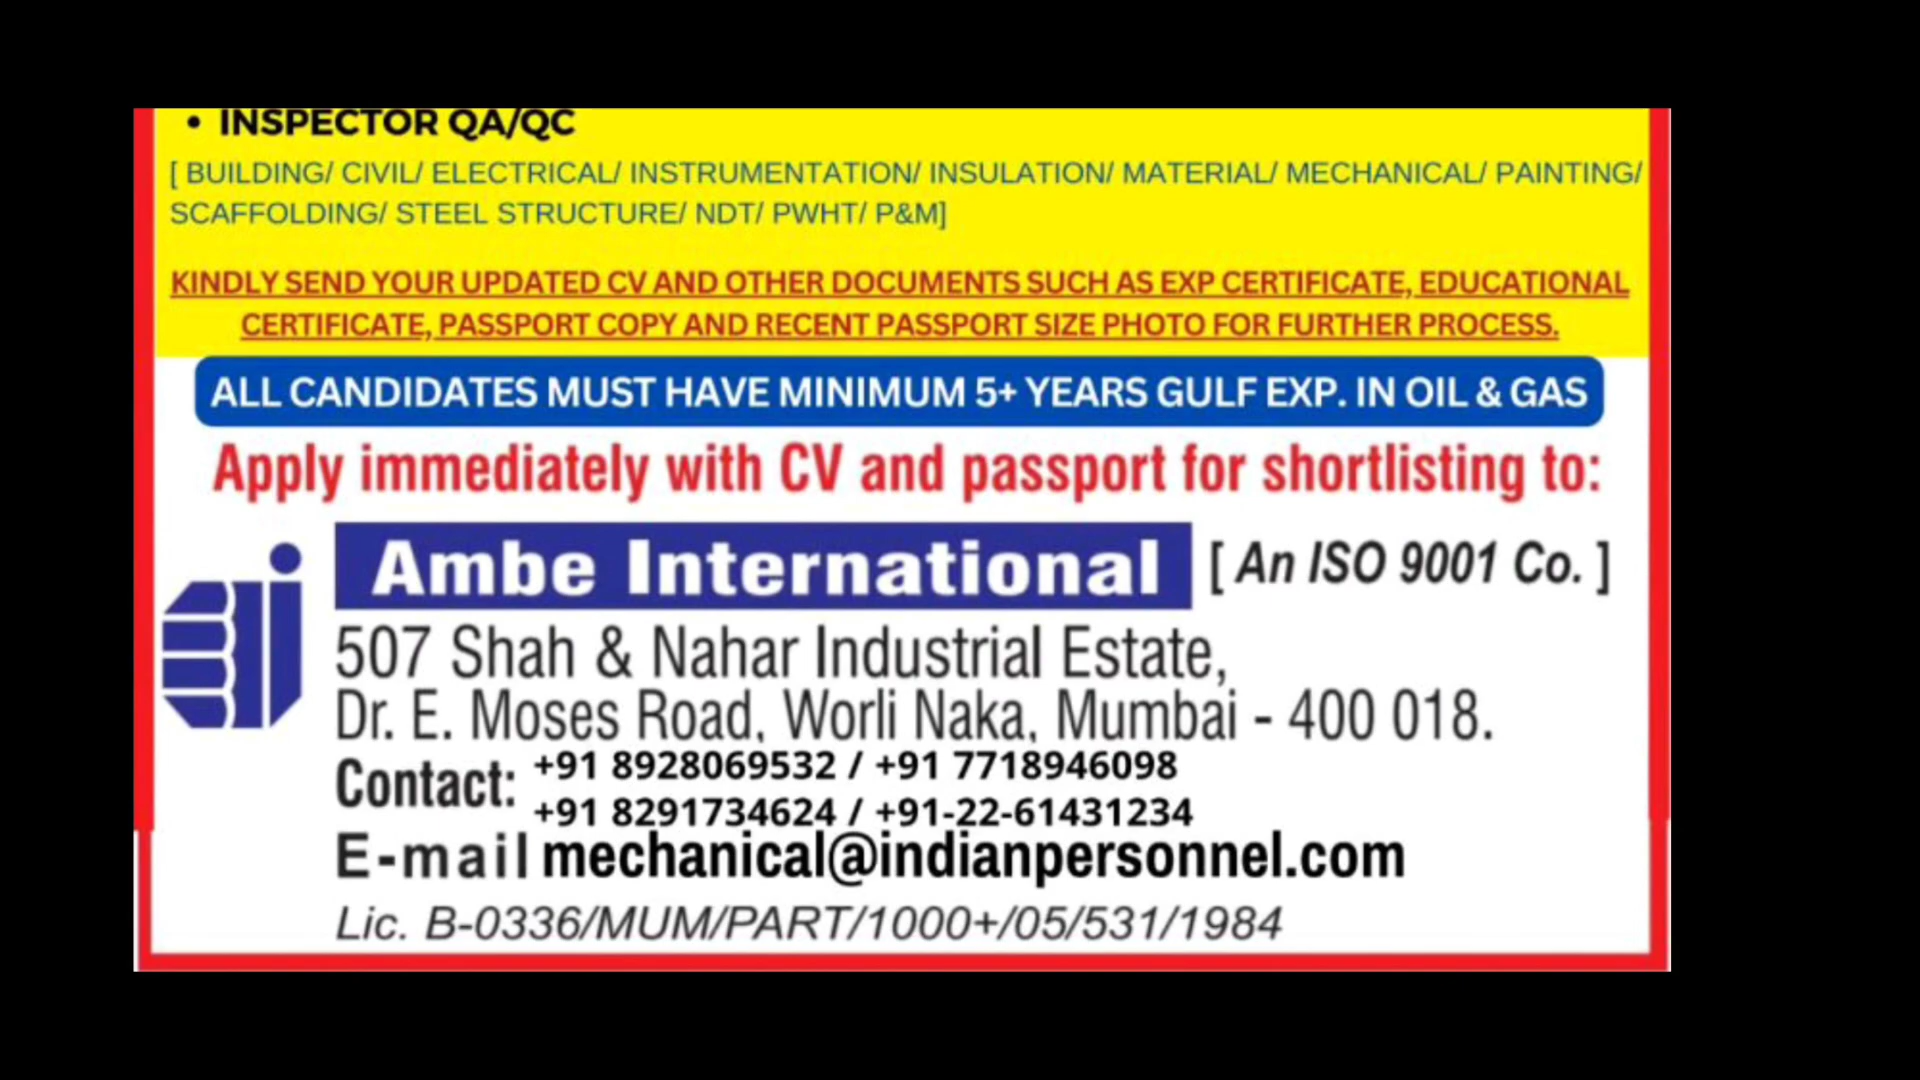 • INSPECTOR QA/QC
[ BUILDING/ CIVIL/ ELECTRICAL/ INSTRUMENTATION/ INSULATION/ MATERIAL/ MECHANICAL/ PAINTING/
SCAFFOLDING/ STEEL STRUCTURE/ NDT/ PWHT/ P&M]
KINDLY SEND YOUR UPDATED CV AND OTHER DOCUMENTS SUCH AS EXP CERTIFICATE, EDUCATIONAL
CERTIFICATE, PASSPORT COPY AND RECENT PASSPORT SIZE PHOTO FOR FURTHER PROCESS.
ALL CANDIDATES MUST HAVE MINIMUM 5+ YEARS GULF EXP. IN OIL & GAS
Apply immediately with CV and passport for shortlisting to:
Ambe International [ An ISO 9001 Co. ]
507 Shah & Nahar Industrial Estate,
Dr. E. Moses Road, Worli Naka, Mumbai - 400 018.
Contact: +91 8928069532 / +91 7718946098
+91 8291734624 / +91-22-61431234
E-mail mechanical@indianpersonnel.com
Lic. B-0336/MUM/PART/1000+/05/531/1984